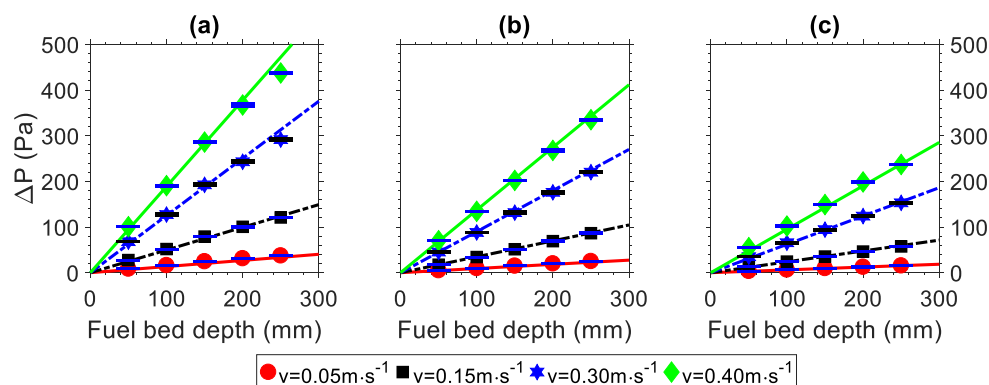 (a) (b) (c)
500 500
400 400
300 300
200 200
100 100
0 0 0
0 100 200 300 0 100 200 300 0 100 200 300
ΔP (Pa)
Fuel bed depth (mm) Fuel bed depth (mm) Fuel bed depth (mm)
v=0.05m·s⁻¹ v=0.15m·s⁻¹ v=0.30m·s⁻¹ v=0.40m·s⁻¹